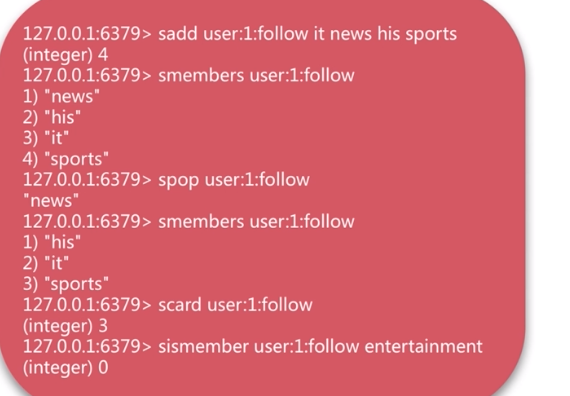 127.0.0.1:6379> sadd user:1:follow it news his sports
(integer) 4
127.0.0.1:6379> smembers user:1:follow
1) "news"
2) "his"
3) "it"
4) "sports"
127.0.0.1:6379> spop user:1:follow
"news"
127.0.0.1:6379> smembers user:1:follow
1) "his"
2) "it"
3) "sports"
127.0.0.1:6379> scard user:1:follow
(integer) 3
127.0.0.1:6379> sismember user:1:follow entertainment
(integer) 0